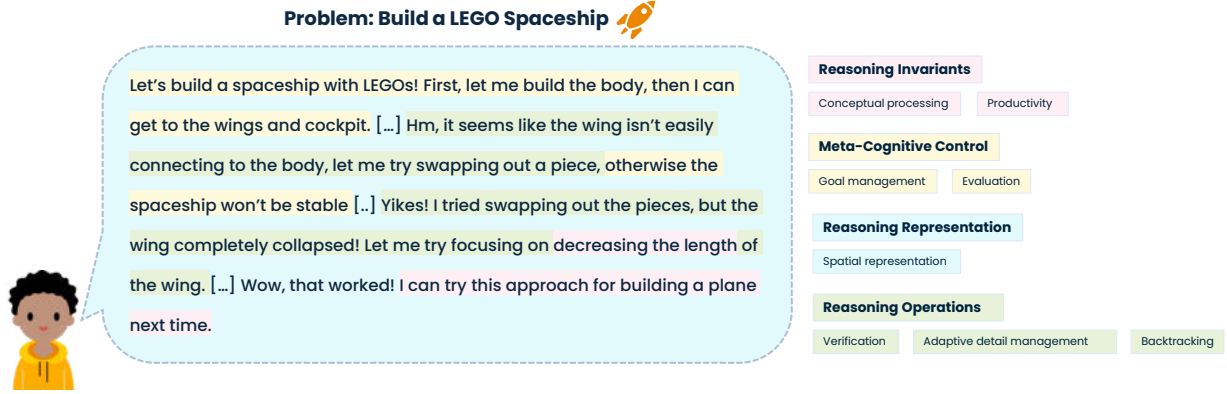 Problem: Build a LEGO Spaceship
Let's build a spaceship with LEGOs! First, let me build the body, then I can
get to the wings and cockpit. [...] Hm, it seems like the wing isn't easily
connecting to the body, let me try swapping out a piece, otherwise the
spaceship won't be stable [..] Yikes! I tried swapping out the pieces, but the
wing completely collapsed! Let me try focusing on decreasing the length of
the wing. [...] Wow, that worked! I can try this approach for building a plane
next time.
Reasoning Invariants
Conceptual processing
Productivity
Meta-Cognitive Control
Goal management
Evaluation
Reasoning Representation
Spatial representation
Reasoning Operations
Verification
Adaptive detail management
Backtracking